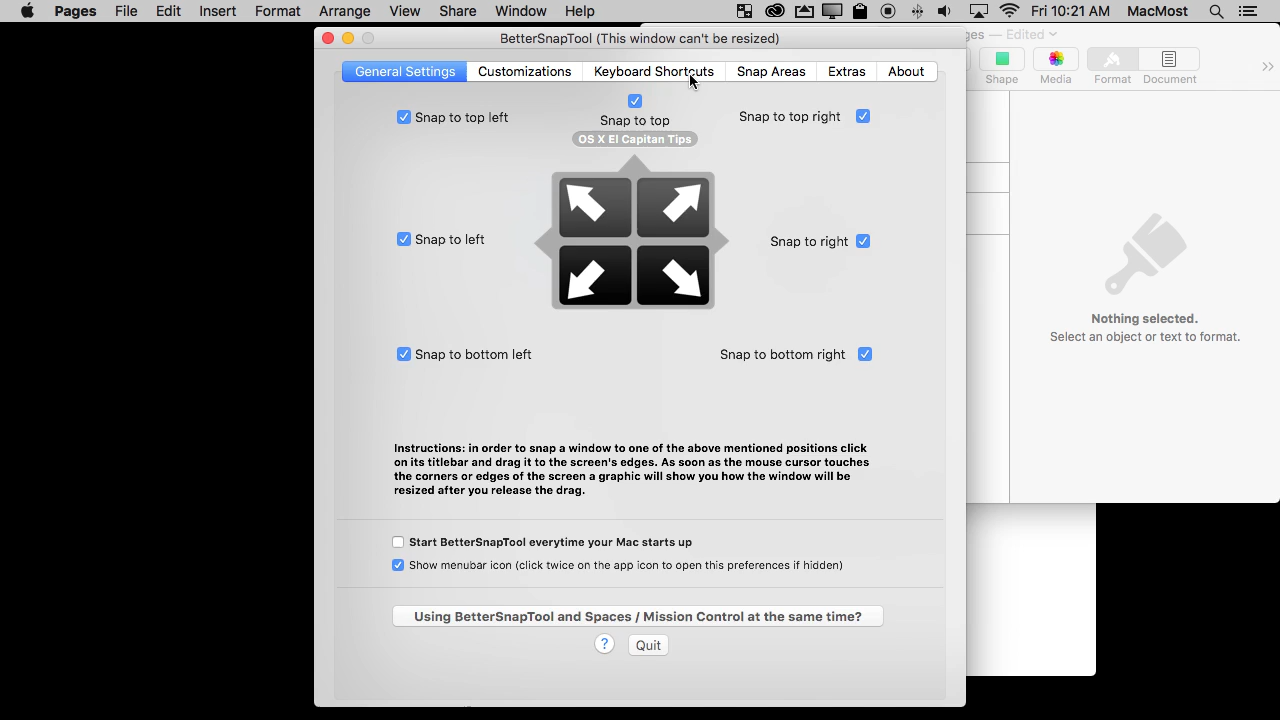 Pages File Edit Insert Format Arrange View Share Window Help Fri 10:21 AM MacMost
BetterSnapTool (This window can't be resized)
ges — Edited
General Settings Customizations Keyboard Shortcuts Snap Areas Extras About
Shape Media Format Document
Snap to top left
Snap to top
Snap to top right
OS X El Capitan Tips
Snap to left
Snap to right
Snap to bottom left
Snap to bottom right
Nothing selected.
Select an object or text to format.
Instructions: in order to snap a window to one of the above mentioned positions click
on its titlebar and drag it to the screen's edges. As soon as the mouse cursor touches
the corners or edges of the screen a graphic will show you how the window will be
resized after you release the drag.
Start BetterSnapTool everytime your Mac starts up
Show menubar icon (click twice on the app icon to open this preferences if hidden)
Using BetterSnapTool and Spaces / Mission Control at the same time?
? Quit